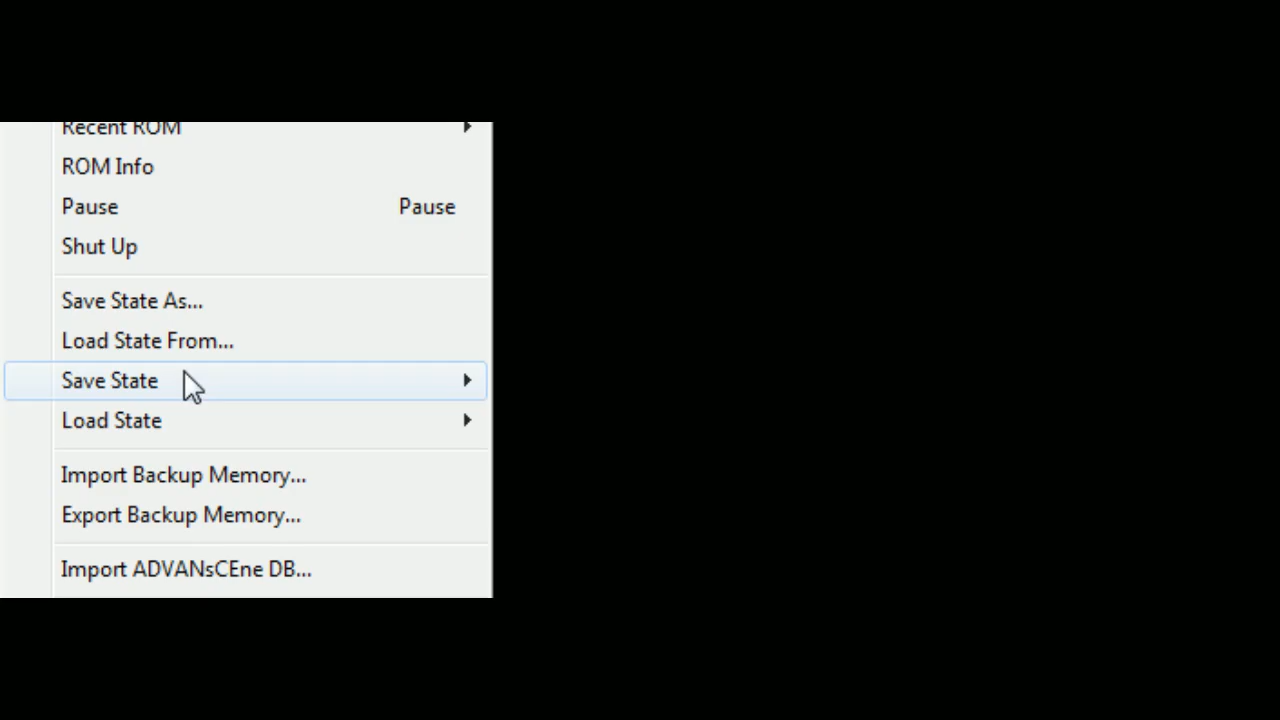 Recent ROM
ROM Info
Pause Pause
Shut Up
Save State As...
Load State From...
Save State
Load State
Import Backup Memory...
Export Backup Memory...
Import ADVANsCEne DB...